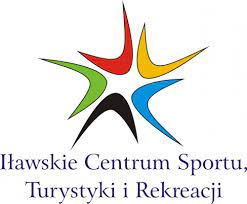 Iławskie Centrum Sportu,
Turystyki i Rekreacji